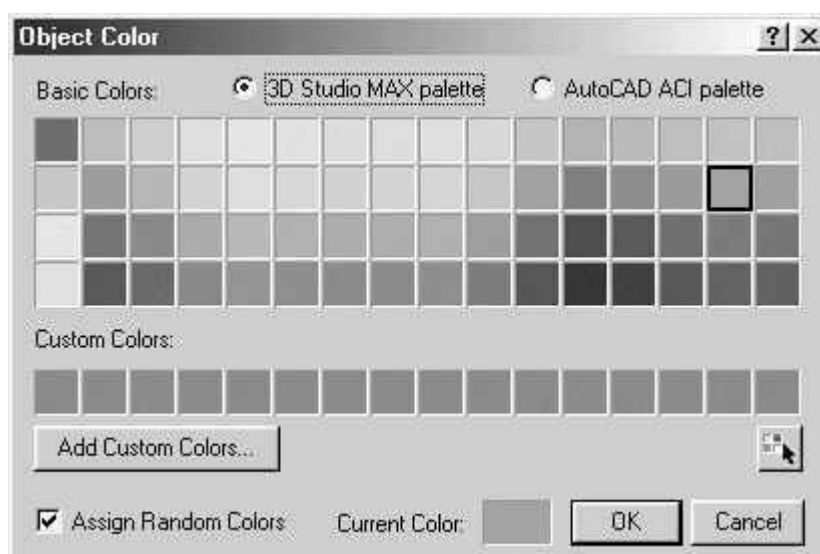 Object Color ? ×
Basic Colors: 3D Studio MAX palette AutoCAD ACI palette
Custom Colors:
Add Custom Colors...
Assign Random Colors Current Color: OK Cancel